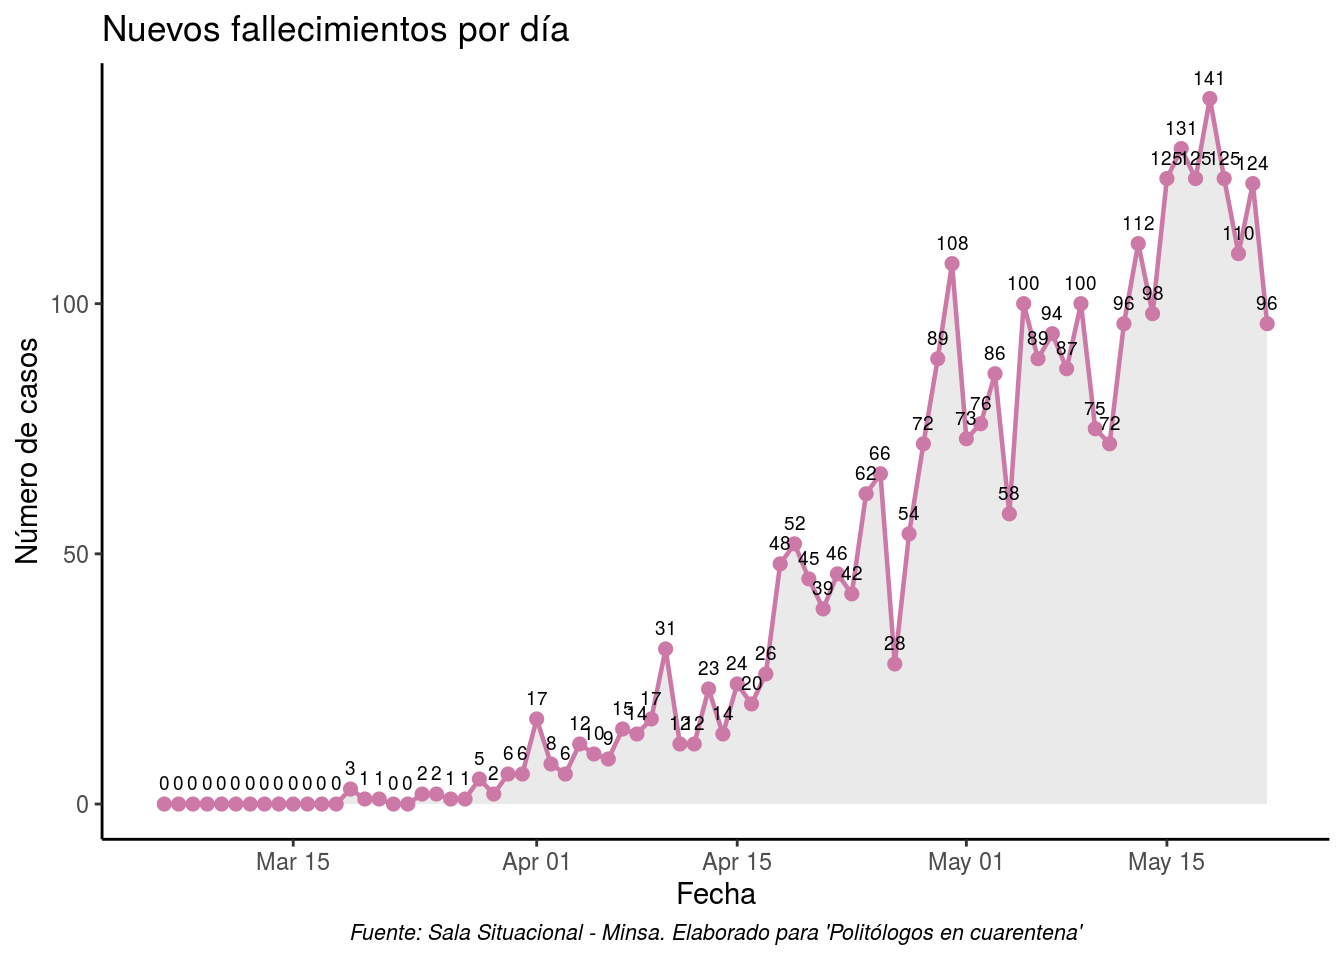 Nuevos fallecimientos por día
Número de casos
100
50
0
0 0 0 0 0 0 0 0 0 0 0 0 0 3 1 1 0 0 2 2 1 1 5 2 6 6 17 8 6 12 10 9 15 14 17 31 12 12 23 14 24 20 26 48 52 45 39 46 42 62 66 28 54 72 89 108 73 76 86 58 100 89 94 87 100 75 72 96 112 98 125 131 125 141 125 110 124 96
Mar 15 Apr 01 Apr 15 May 01 May 15
Fecha
Fuente: Sala Situacional - Minsa. Elaborado para 'Politólogos en cuarentena'